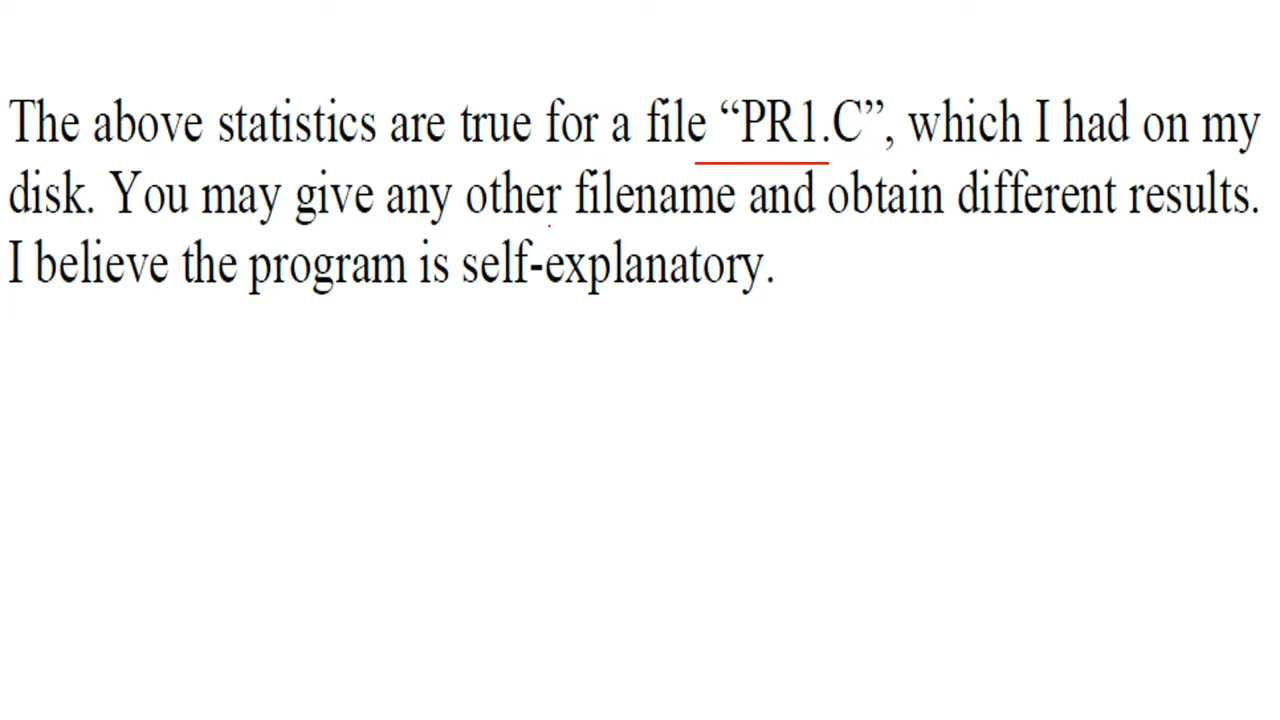 The above statistics are true for a file “PR1.C”, which I had on my
disk. You may give any other filename and obtain different results.
I believe the program is self-explanatory.